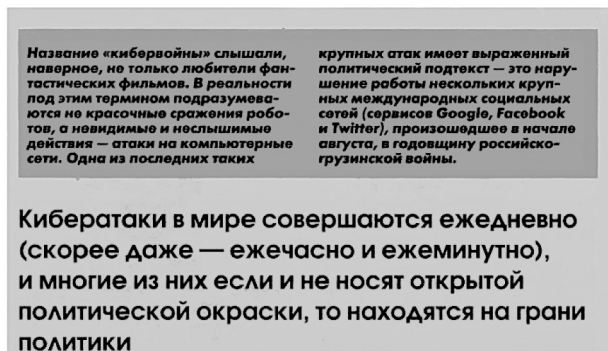 Название «кибервойны» слышали,
наверное, не только любители фан-
тастических фильмов. В реальности
под этим термином подразумева-
ются не красочные сражения робо-
тов, а невидимые и неслышимые
действия — атаки на компьютерные
сети. Одна из последних таких
крупных атак имеет выраженный
политический подтекст — это нару-
шение работы нескольких круп-
ных международных социальных
сетей (сервисов Google, Facebook
и Twitter), произошедшее в начале
августа, в годовщину российско-
грузинской войны.
Кибератаки в мире совершаются ежедневно
(скорее даже — ежечасно и ежеминутно),
и многие из них если и не носят открытой
политической окраски, то находятся на грани
политики